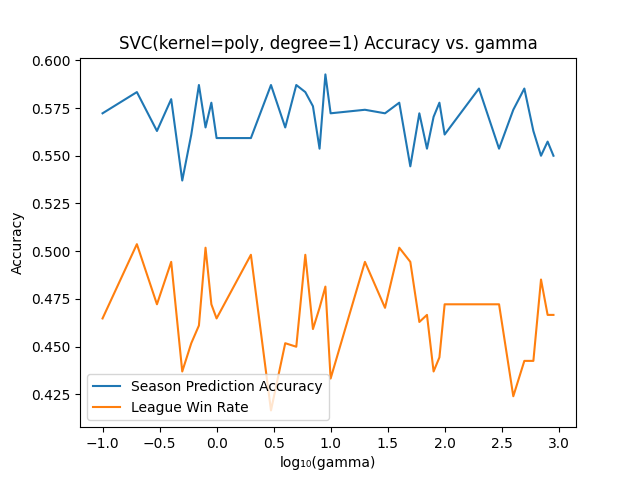 SVC(kernel=poly, degree=1) Accuracy vs. gamma
0.600
0.575
0.550
0.525
0.500
0.475
0.450
0.425
Accuracy
Season Prediction Accuracy
League Win Rate
−1.0 −0.5 0.0 0.5 1.0 1.5 2.0 2.5 3.0
log₁₀(gamma)